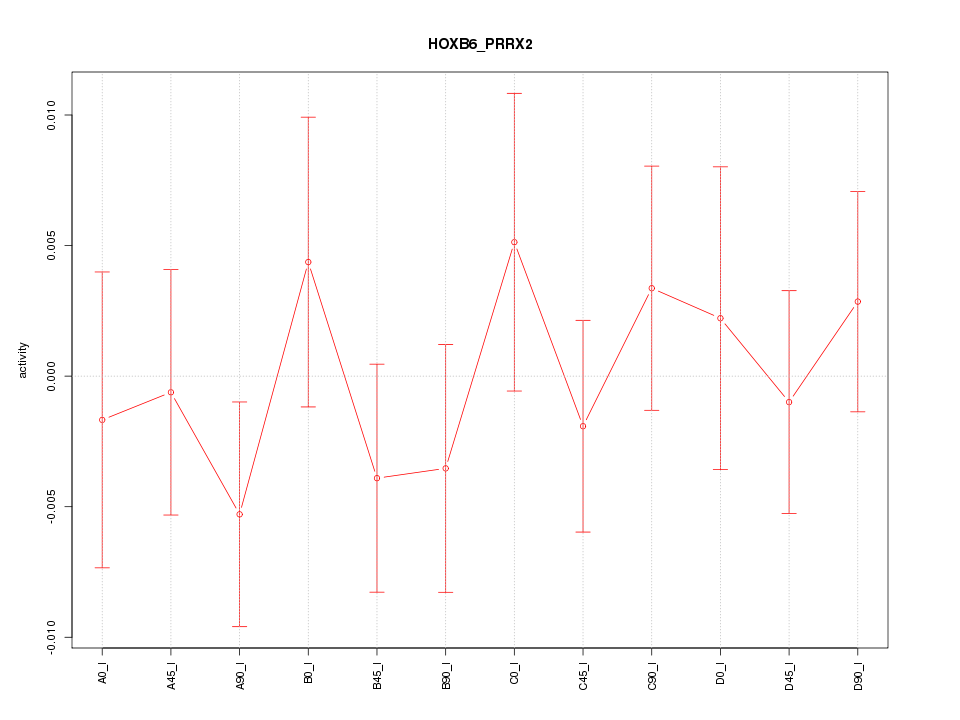 HOXB6_PRRX2
activity
0.010
0.005
0.000
-0.005
-0.010
A0_I
A45_I
A90_I
B0_I
B45_I
B90_I
C0_I
C45_I
C90_I
D0_I
D45_I
D90_I